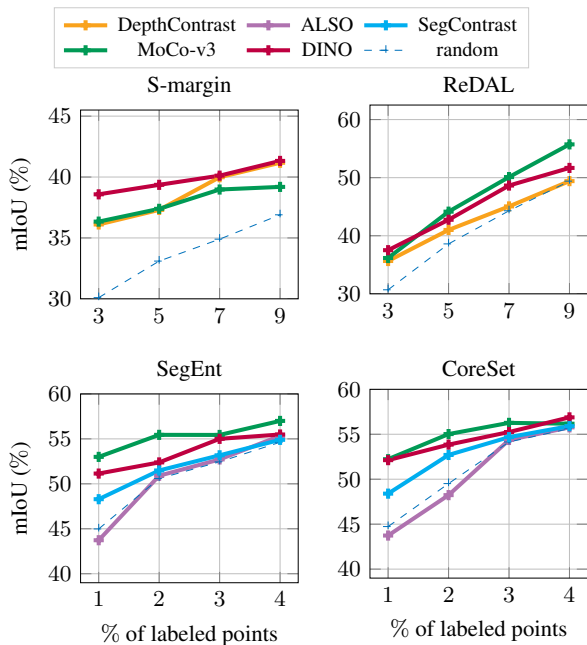 DepthContrast ALSO SegContrast
MoCo-v3 DINO random
S-margin ReDAL
45
40
35
30
3 5 7 9
mIoU (%)
60
50
40
30
3 5 7 9
SegEnt CoreSet
60
55
50
45
40
1 2 3 4
mIoU (%)
% of labeled points
60
55
50
45
40
1 2 3 4
% of labeled points